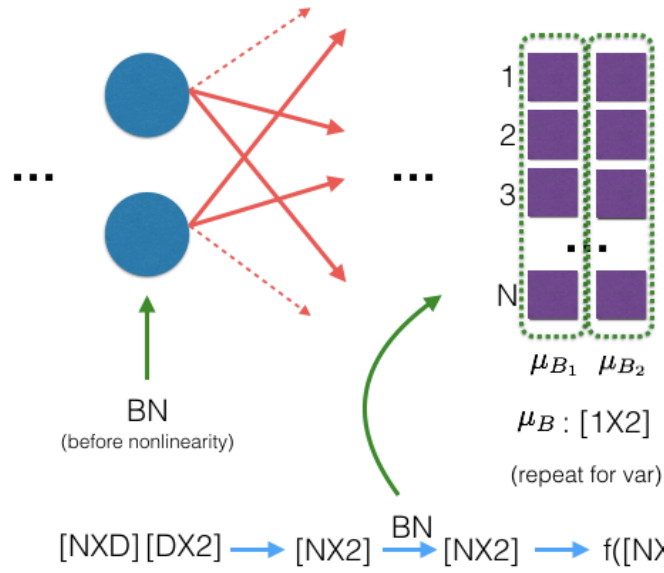 ...
...
1
2
3
...
N
μB₁ μB₂
BN
(before nonlinearity)
μB : [1X2]
(repeat for var)
BN
[NXD][DX2] → [NX2] → [NX2] → f([NX